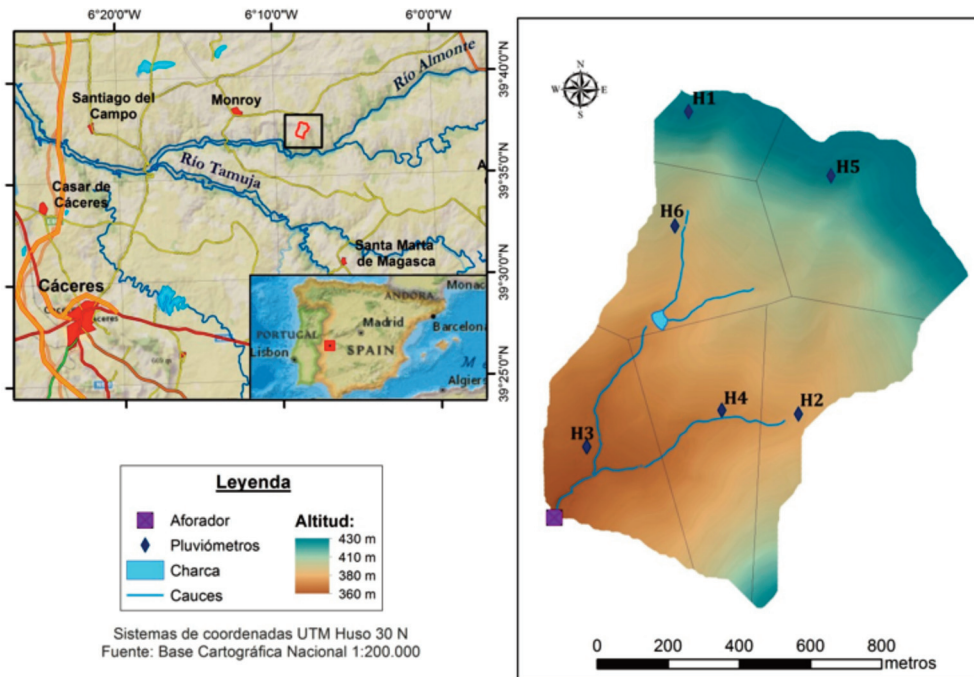 6°20'0"W
6°10'0"W
6°0'0"W
39°40'0"N
39°35'0"N
39°30'0"N
39°25'0"N
Santiago del
Campo
Monroy
Río Almonte
Río Tamuja
Casar de
Cáceres
Santa Marta
de Magasca
Cáceres
A
PORTUGAL
Lisbon
Madrid
SPAIN
ANDORRA
Monaco
Barcelona
Algiers
N
W
E
S
H1
H5
H6
H4
H2
H3
Leyenda
Aforador
Pluviómetros
Charca
Cauces
Altitud:
430 m
410 m
380 m
360 m
Sistemas de coordenadas UTM Huso 30 N
Fuente: Base Cartográfica Nacional 1:200.000
0 200 400 600 800
metros